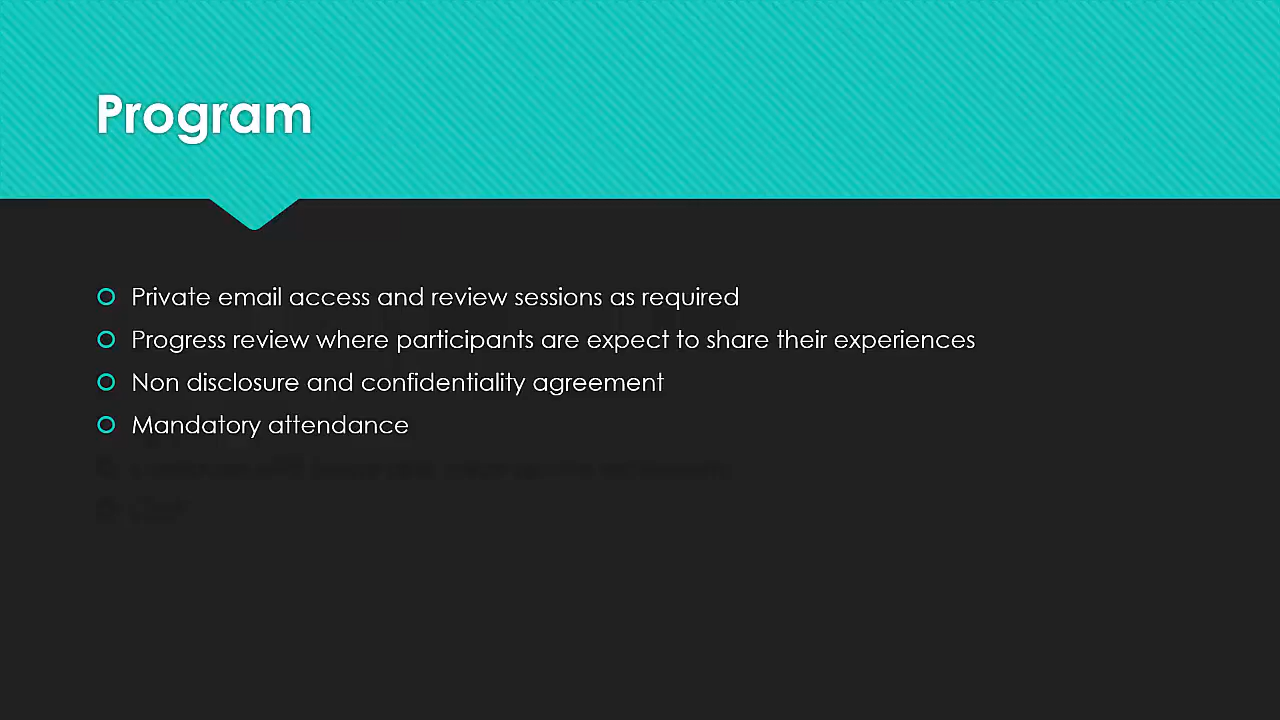 Program
Private email access and review sessions as required
Progress review where participants are expect to share their experiences
Non disclosure and confidentiality agreement
Mandatory attendance